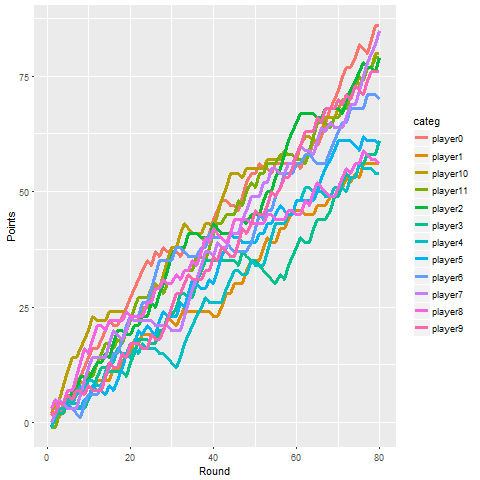 Points
75
50
25
0
0
20
40
60
80
Round
categ
player0
player1
player10
player11
player2
player3
player4
player5
player6
player7
player8
player9